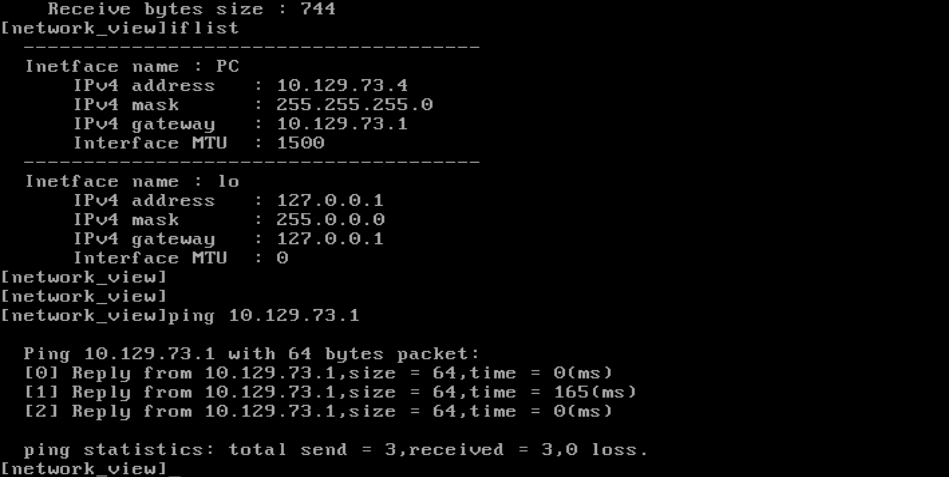 Receive bytes size : 744
[network_view]iflist
---------------------------------------
Inetface name : PC
IPv4 address   : 10.129.73.4
IPv4 mask      : 255.255.255.0
IPv4 gateway   : 10.129.73.1
Interface MTU  : 1500
---------------------------------------
Inetface name : lo
IPv4 address   : 127.0.0.1
IPv4 mask      : 255.0.0.0
IPv4 gateway   : 127.0.0.1
Interface MTU  : 0
[network_view]
[network_view]
[network_view]ping 10.129.73.1
Ping 10.129.73.1 with 64 bytes packet:
[0] Reply from 10.129.73.1,size = 64,time = 0(ms)
[1] Reply from 10.129.73.1,size = 64,time = 165(ms)
[2] Reply from 10.129.73.1,size = 64,time = 0(ms)
ping statistics: total send = 3,received = 3,0 loss.
[network_view]_